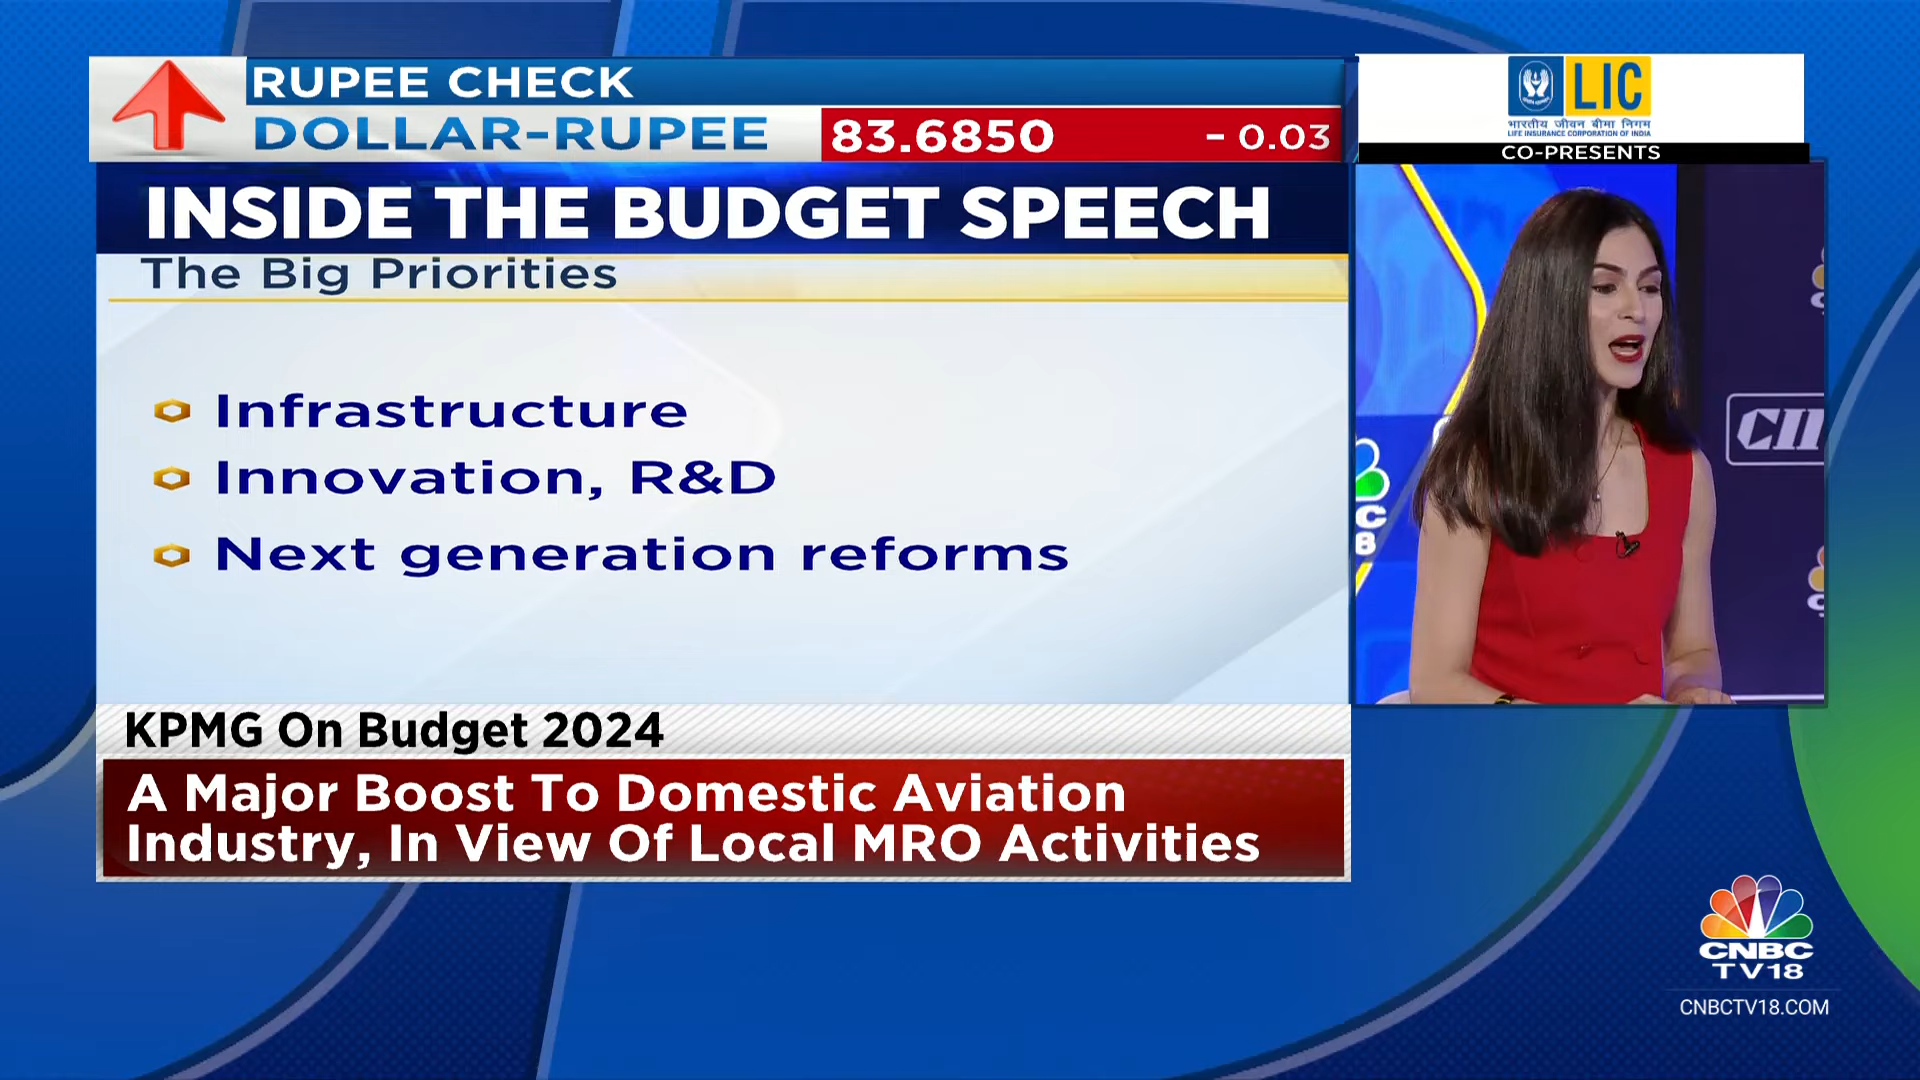 RUPEE CHECK
DOLLAR-RUPEE 83.6850 - 0.03
LIC
भारतीय जीवन बीमा निगम
LIFE INSURANCE CORPORATION OF INDIA
CO-PRESENTS
INSIDE THE BUDGET SPEECH
The Big Priorities
Infrastructure
Innovation, R&D
Next generation reforms
CII
C
B
KPMG On Budget 2024
A Major Boost To Domestic Aviation
Industry, In View Of Local MRO Activities
CNBC
TV18
CNBCTV18.COM